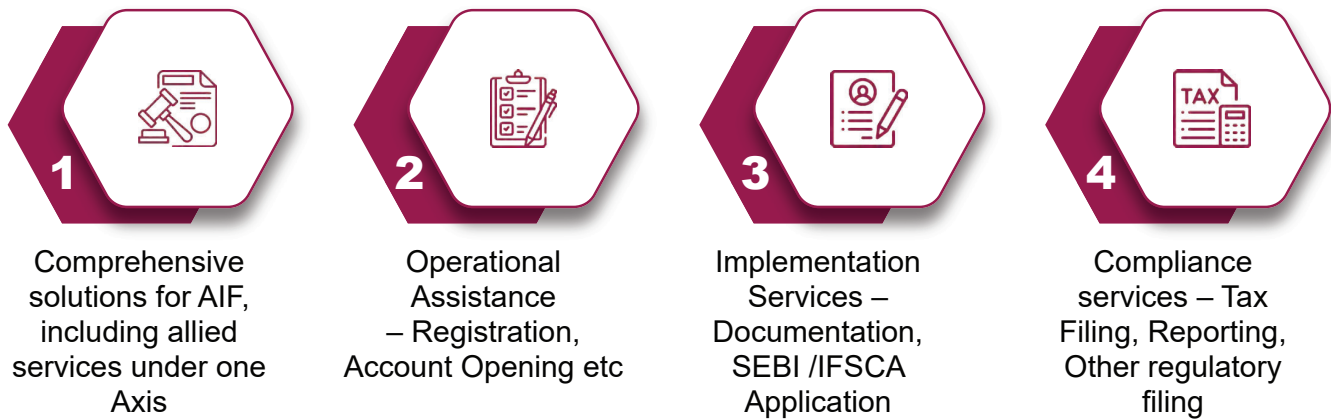 1
Comprehensive
solutions for AIF,
including allied
services under one
Axis
2
Operational
Assistance
– Registration,
Account Opening etc
3
Implementation
Services –
Documentation,
SEBI /IFSCA
Application
TAX
4
Compliance
services – Tax
Filing, Reporting,
Other regulatory
filing